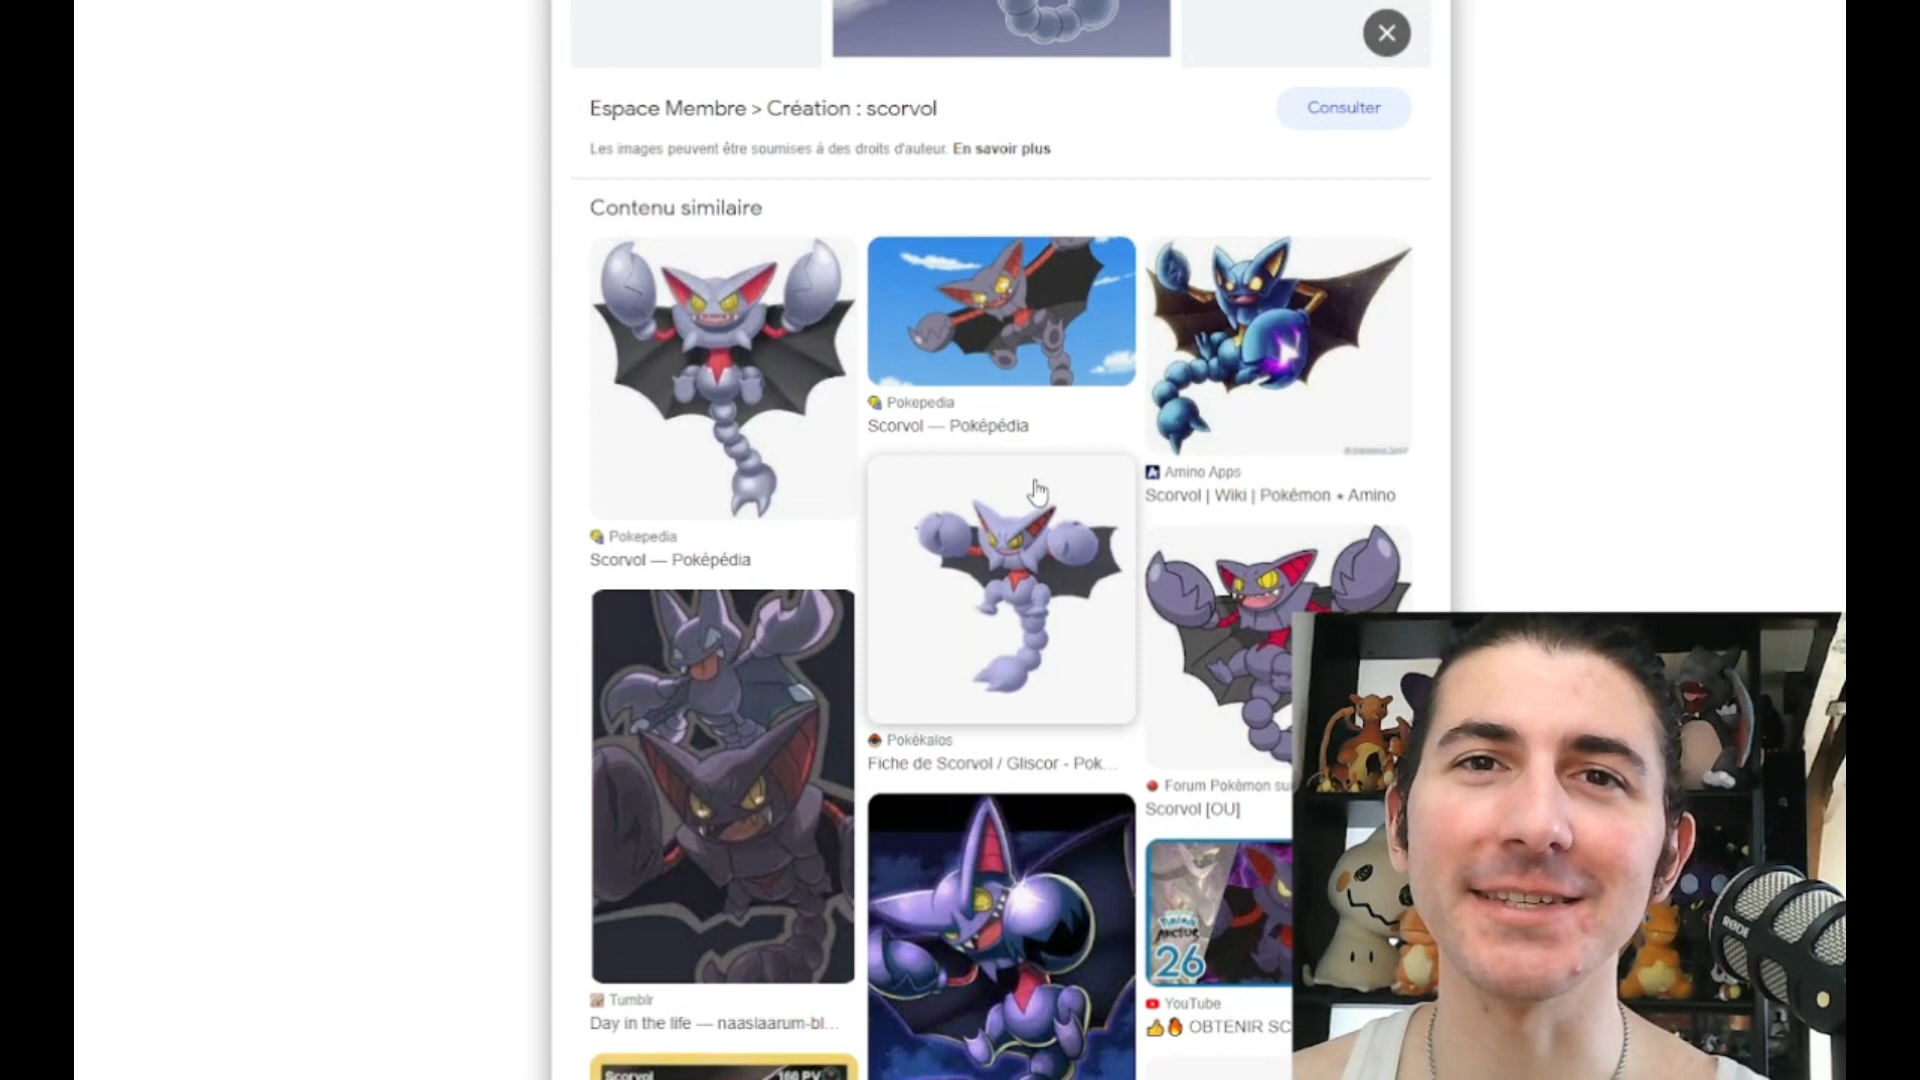 Espace Membre > Création : scorvol
Consulter
Les images peuvent être soumises à des droits d'auteur. En savoir plus
Contenu similaire
Pokepedia
Scorvol — Poképédia
Pokepedia
Scorvol — Poképédia
Amino Apps
Scorvol | Wiki | Pokémon • Amino
Pokékalos
Fiche de Scorvol / Gliscor - Pok...
Forum Pokémon su
Scorvol [OU]
Tumblr
Day in the life — naaslaarum-bl...
ARCEUS
26
YouTube
OBTENIR SC
Scorvol
160 PV
RØDE